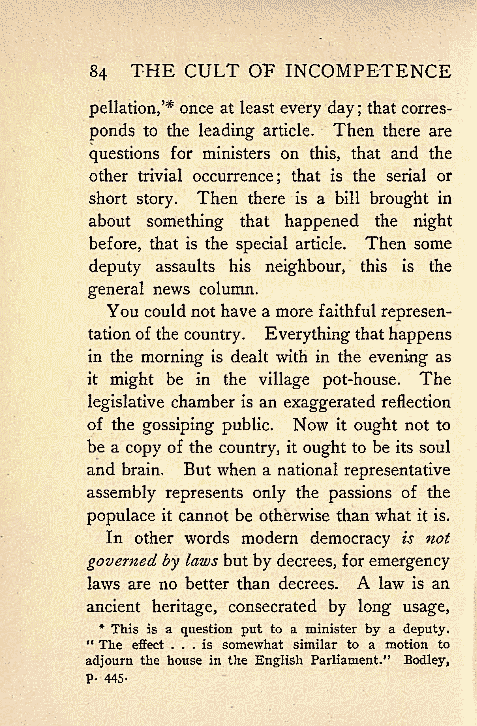 84 THE CULT OF INCOMPETENCE
pellation,'* once at least every day; that corres-
ponds to the leading article. Then there are
questions for ministers on this, that and the
other trivial occurrence; that is the serial or
short story. Then there is a bill brought in
about something that happened the night
before, that is the special article. Then some
deputy assaults his neighbour, this is the
general news column.
You could not have a more faithful represen-
tation of the country. Everything that happens
in the morning is dealt with in the evening as
it might be in the village pot-house. The
legislative chamber is an exaggerated reflection
of the gossiping public. Now it ought not to
be a copy of the country, it ought to be its soul
and brain. But when a national representative
assembly represents only the passions of the
populace it cannot be otherwise than what it is.
In other words modern democracy is not
governed by laws but by decrees, for emergency
laws are no better than decrees. A law is an
ancient heritage, consecrated by long usage,
* This is a question put to a minister by a deputy.
" The effect . . . is somewhat similar to a motion to
adjourn the house in the English Parliament." Bodley,
p. 445.